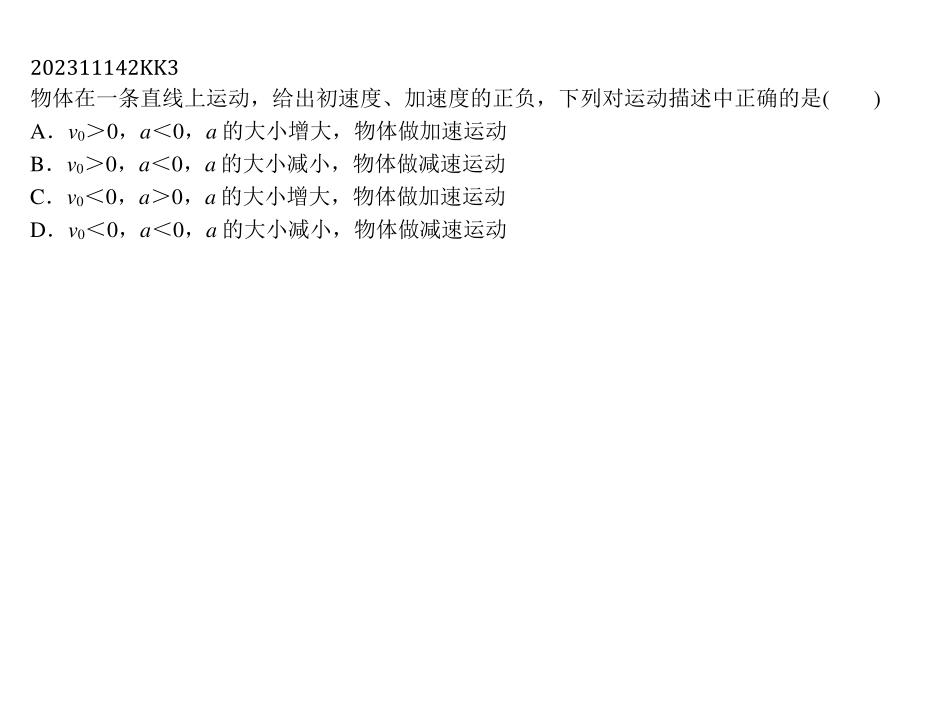 202311142KK3
物体在一条直线上运动，给出初速度、加速度的正负，下列对运动描述中正确的是(　　)
A．v₀＞0，a＜0，a 的大小增大，物体做加速运动
B．v₀＞0，a＜0，a 的大小减小，物体做减速运动
C．v₀＜0，a＞0，a 的大小增大，物体做加速运动
D．v₀＜0，a＜0，a 的大小减小，物体做减速运动